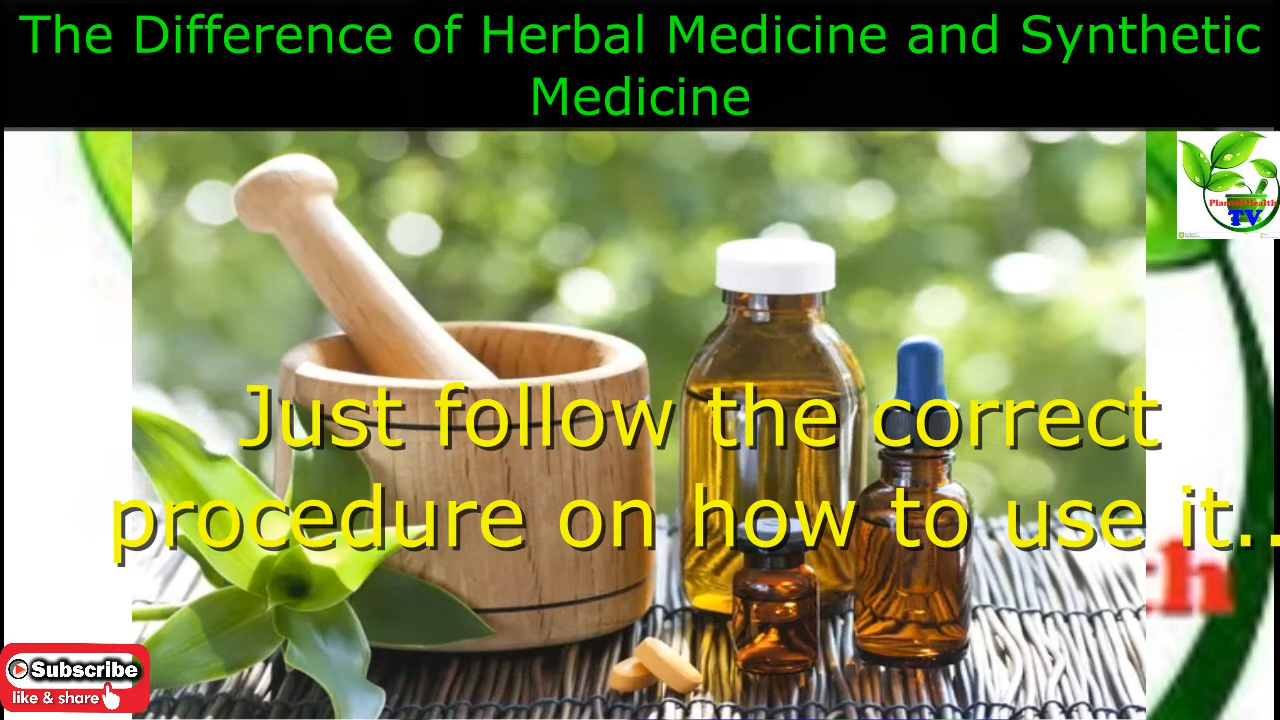 The Difference of Herbal Medicine and Synthetic
Medicine
TV
Just follow the correct
procedure on how to use it..
th
Subscribe
like & share